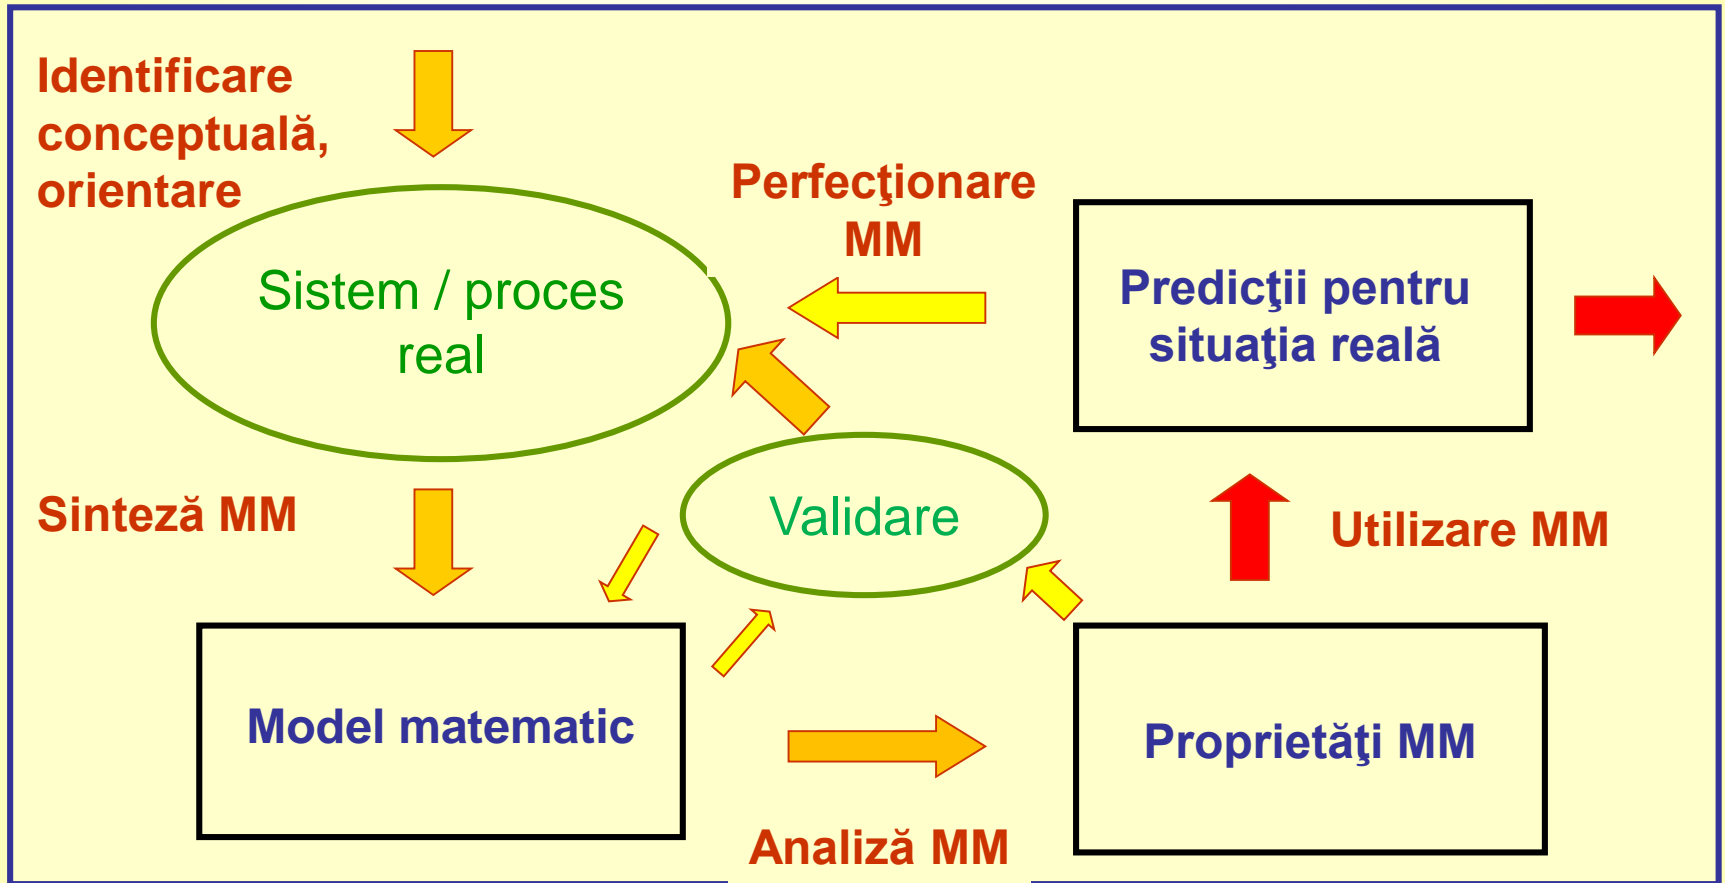 Identificare
conceptuală,
orientare
Perfecţionare
MM
Sistem / proces
real
Predicţii pentru
situaţia reală
Sinteză MM
Validare
Utilizare MM
Model matematic
Proprietăţi MM
Analiză MM